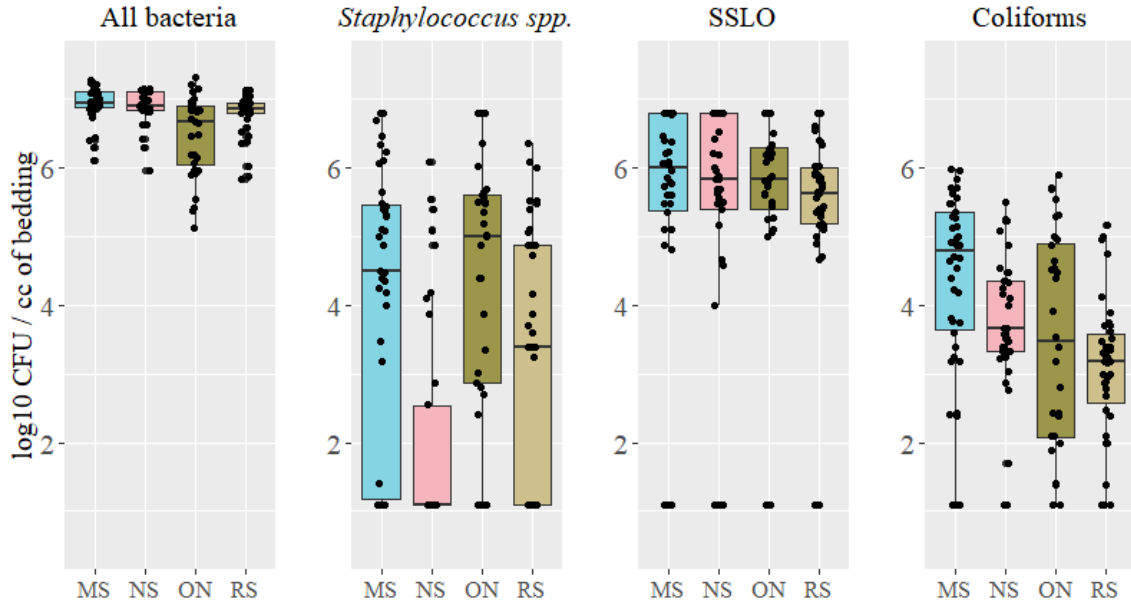 All bacteria
Staphylococcus spp.
SSLO
Coliforms
log10 CFU / cc of bedding
6
4
2
6
4
2
6
4
2
6
4
2
MS NS ON RS
MS NS ON RS
MS NS ON RS
MS NS ON RS